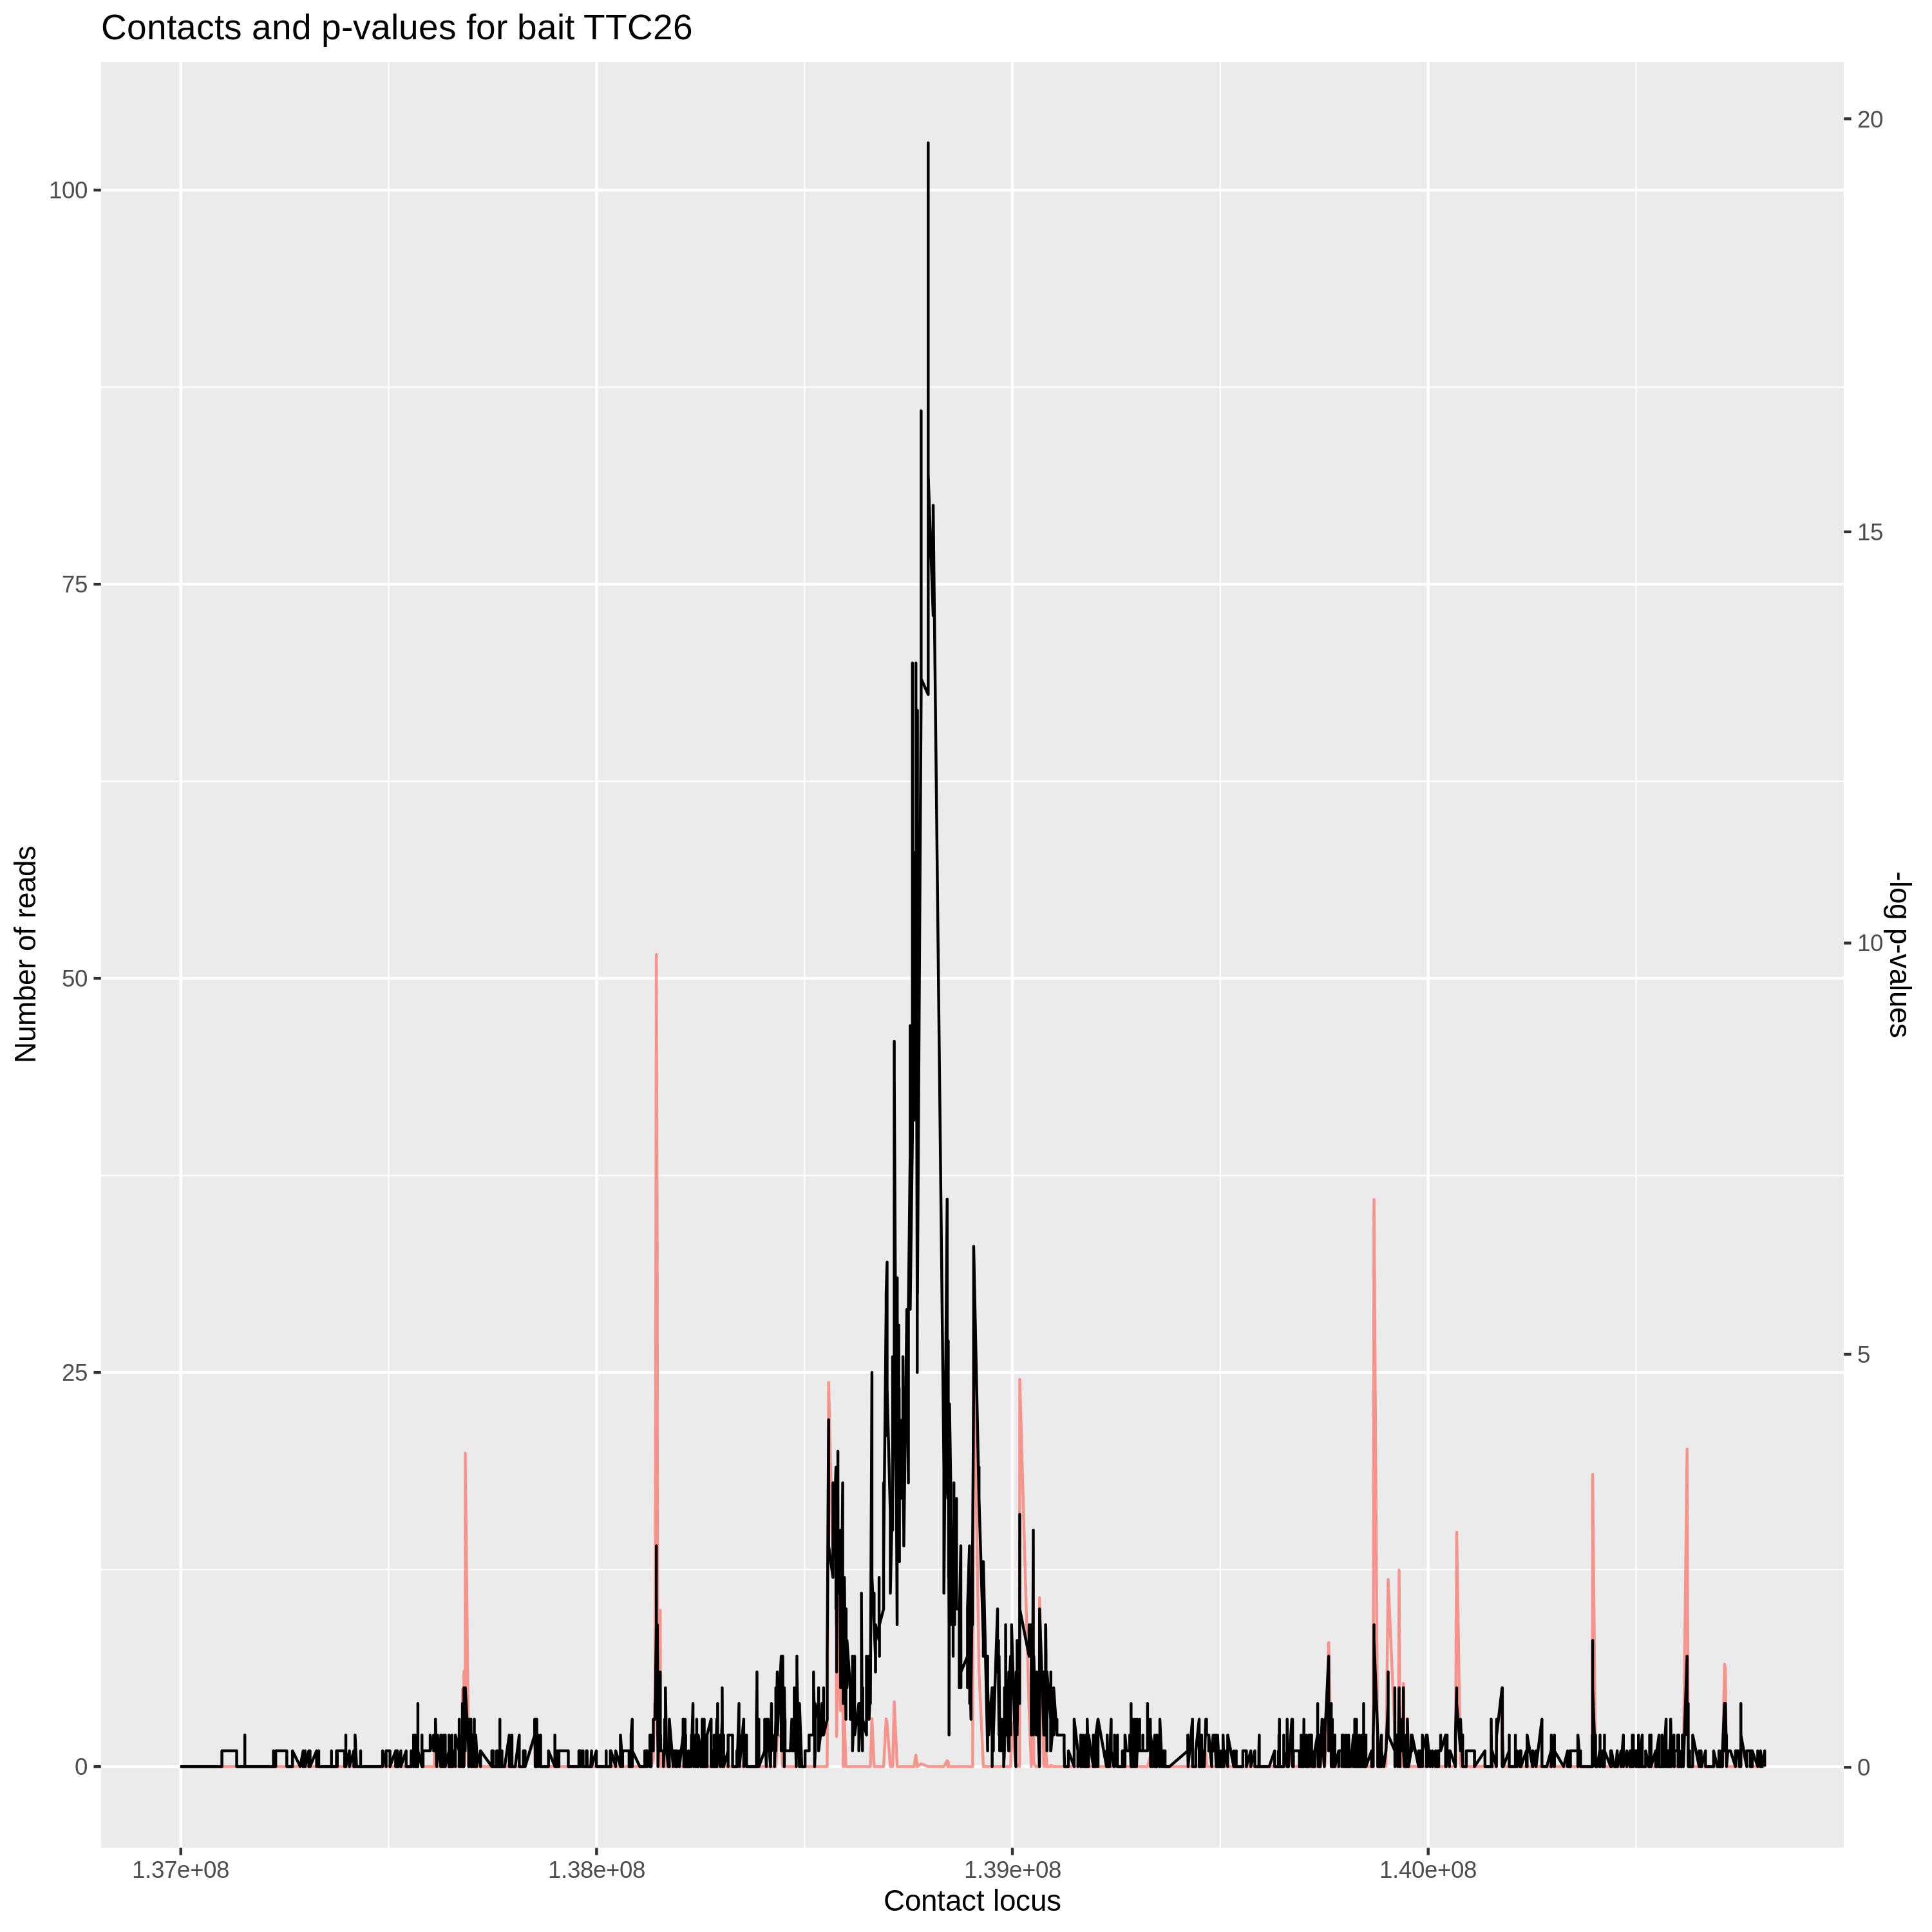 Contacts and p-values for bait TTC26
100
75
50
25
0
Number of reads
20
15
10
5
0
-log p-values
1.37e+08 1.38e+08 1.39e+08 1.40e+08
Contact locus